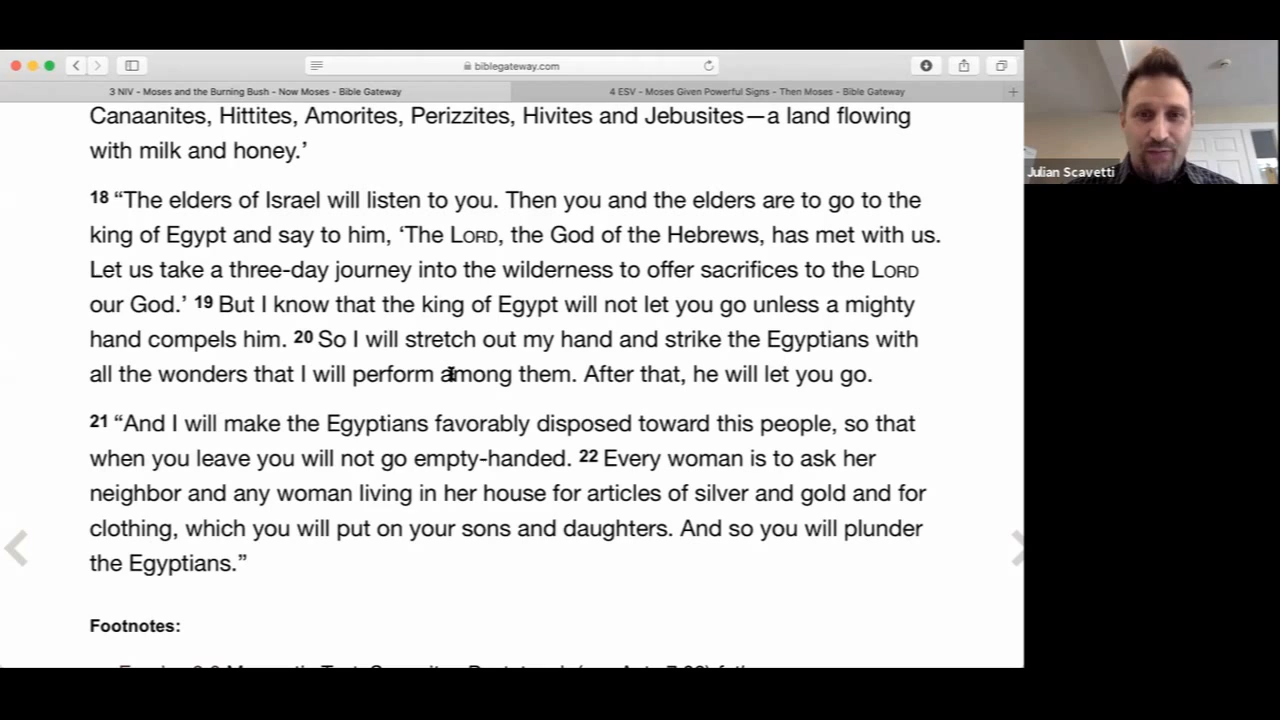 biblegateway.com
3 NIV - Moses and the Burning Bush - Now Moses - Bible Gateway
4 ESV - Moses Given Powerful Signs - Then Moses - Bible Gateway
Canaanites, Hittites, Amorites, Perizzites, Hivites and Jebusites—a land flowing
with milk and honey.’
18 “The elders of Israel will listen to you. Then you and the elders are to go to the
king of Egypt and say to him, ‘The LORD, the God of the Hebrews, has met with us.
Let us take a three-day journey into the wilderness to offer sacrifices to the LORD
our God.’ 19 But I know that the king of Egypt will not let you go unless a mighty
hand compels him. 20 So I will stretch out my hand and strike the Egyptians with
all the wonders that I will perform among them. After that, he will let you go.
21 “And I will make the Egyptians favorably disposed toward this people, so that
when you leave you will not go empty-handed. 22 Every woman is to ask her
neighbor and any woman living in her house for articles of silver and gold and for
clothing, which you will put on your sons and daughters. And so you will plunder
the Egyptians.”
Footnotes:
Julian Scavetti